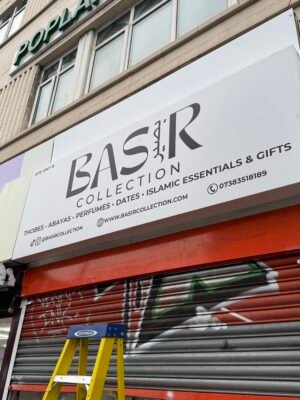 POPLA
BASIR
COLLECTION
THOBES • ABAYAS • PERFUMES • DATES • ISLAMIC ESSENTIALS & GIFTS
@BASIRCOLLECTION
WWW.BASIRCOLLECTION.COM
07383518189